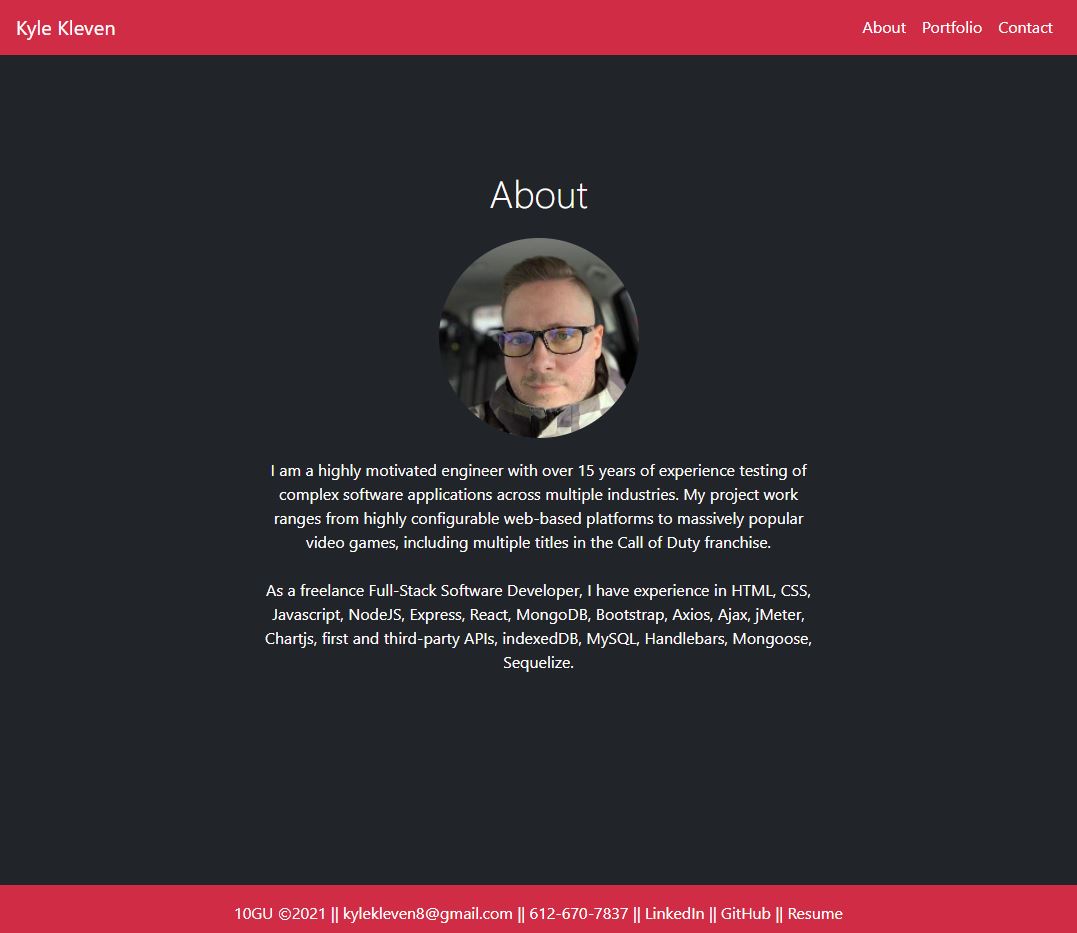 Kyle Kleven
About Portfolio Contact
About
I am a highly motivated engineer with over 15 years of experience testing of
complex software applications across multiple industries. My project work
ranges from highly configurable web-based platforms to massively popular
video games, including multiple titles in the Call of Duty franchise.
As a freelance Full-Stack Software Developer, I have experience in HTML, CSS,
Javascript, NodeJS, Express, React, MongoDB, Bootstrap, Axios, Ajax, jMeter,
Chartjs, first and third-party APIs, indexedDB, MySQL, Handlebars, Mongoose,
Sequelize.
10GU ©2021 || kylekleven8@gmail.com || 612-670-7837 || LinkedIn || GitHub || Resume